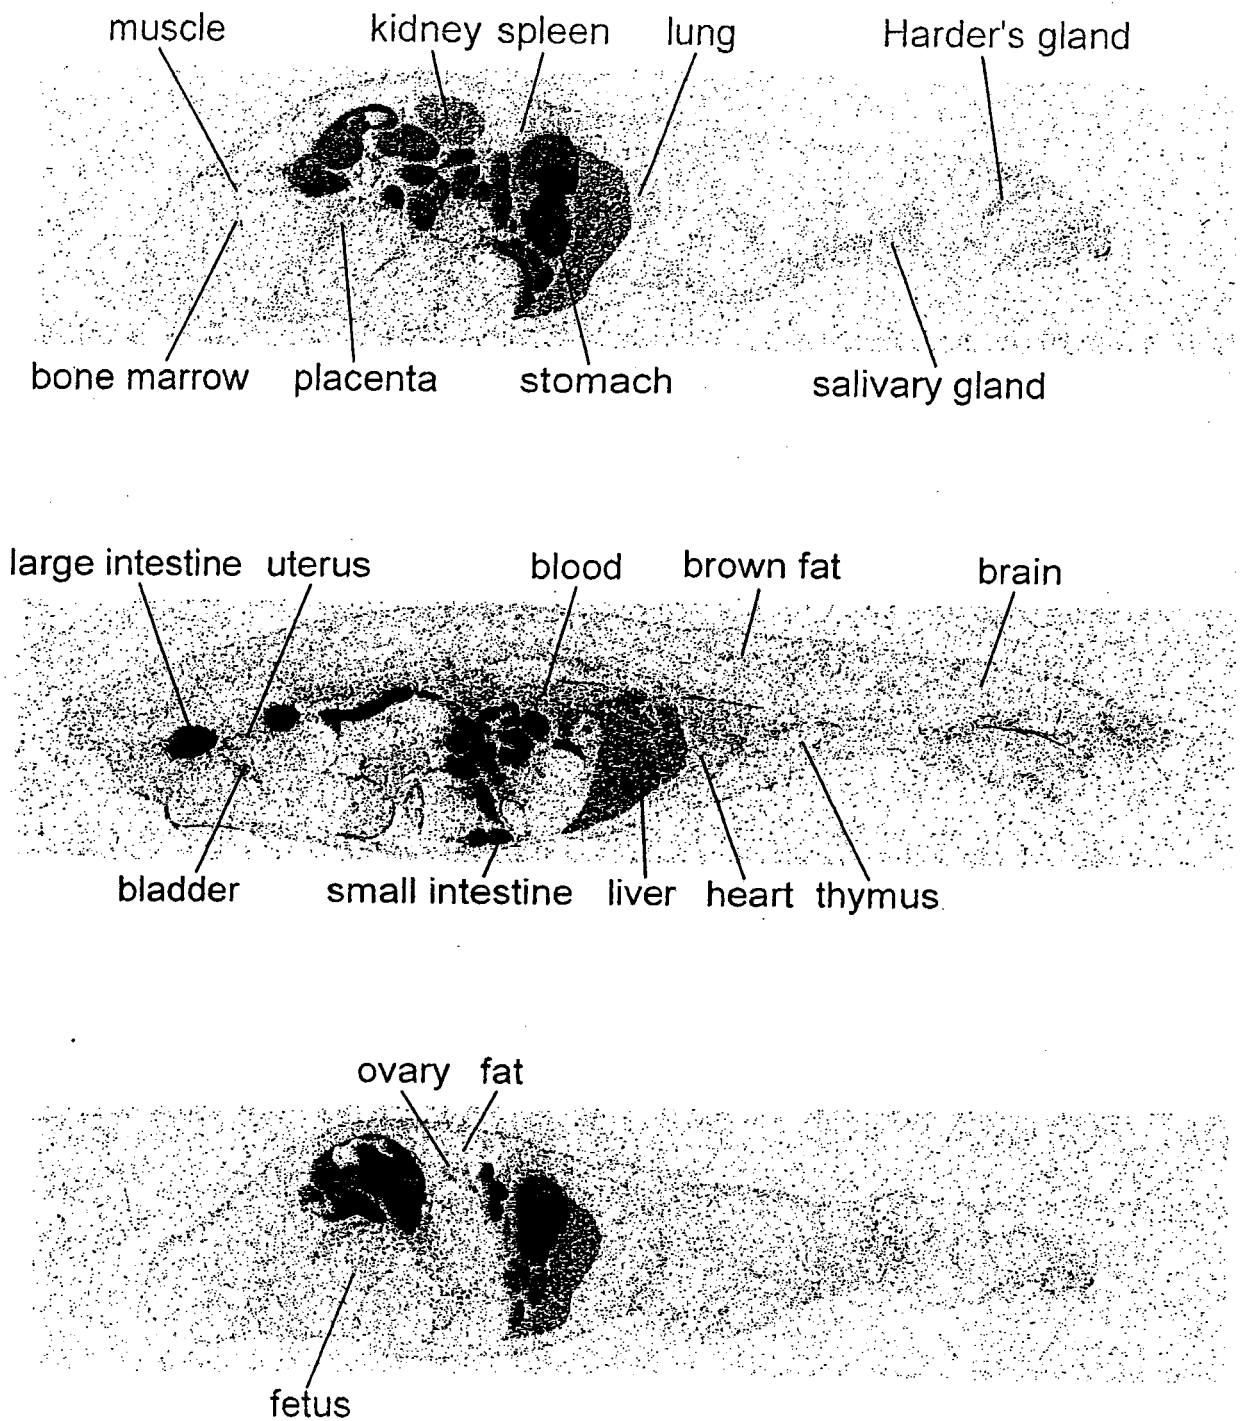 muscle kidney spleen lung Harder's gland
bone marrow placenta stomach salivary gland
large intestine uterus blood brown fat brain
bladder small intestine liver heart thymus
ovary fat
fetus